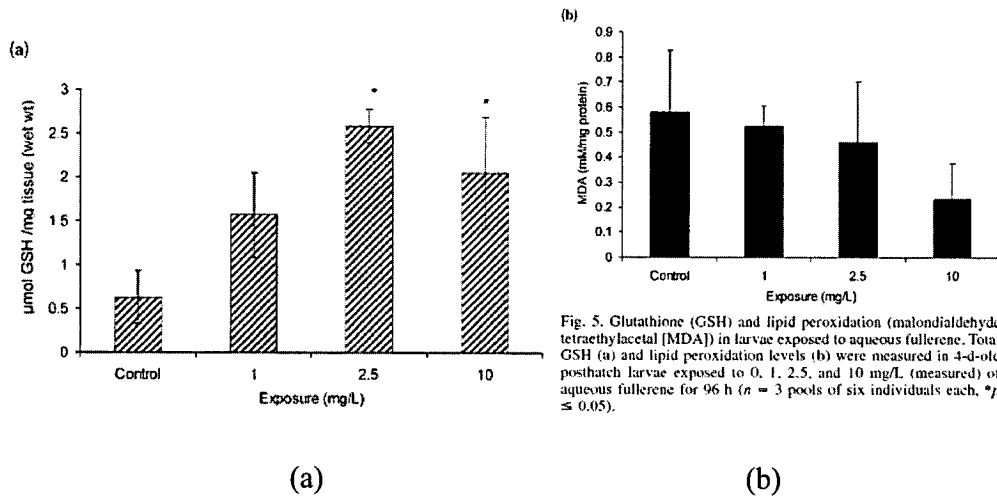 (a)
µmol GSH /mg tissue (wet wt)
3
2.5
2
1.5
1
0.5
0
*
*
Control
1
2.5
10
Exposure (mg/L)
(b)
MDA (mM/mg protein)
0.9
0.8
0.7
0.6
0.5
0.4
0.3
0.2
0.1
0
Control
1
2.5
10
Exposure (mg/L)
Fig. 5. Glutathione (GSH) and lipid peroxidation (malondialdehyde
tetraethylacetal [MDA]) in larvae exposed to aqueous fullerene. Total
GSH (a) and lipid peroxidation levels (b) were measured in 4-d-old
posthatch larvae exposed to 0, 1, 2.5, and 10 mg/L (measured) of
aqueous fullerene for 96 h (n = 3 pools of six individuals each, *p
≤ 0.05).
(a)
(b)